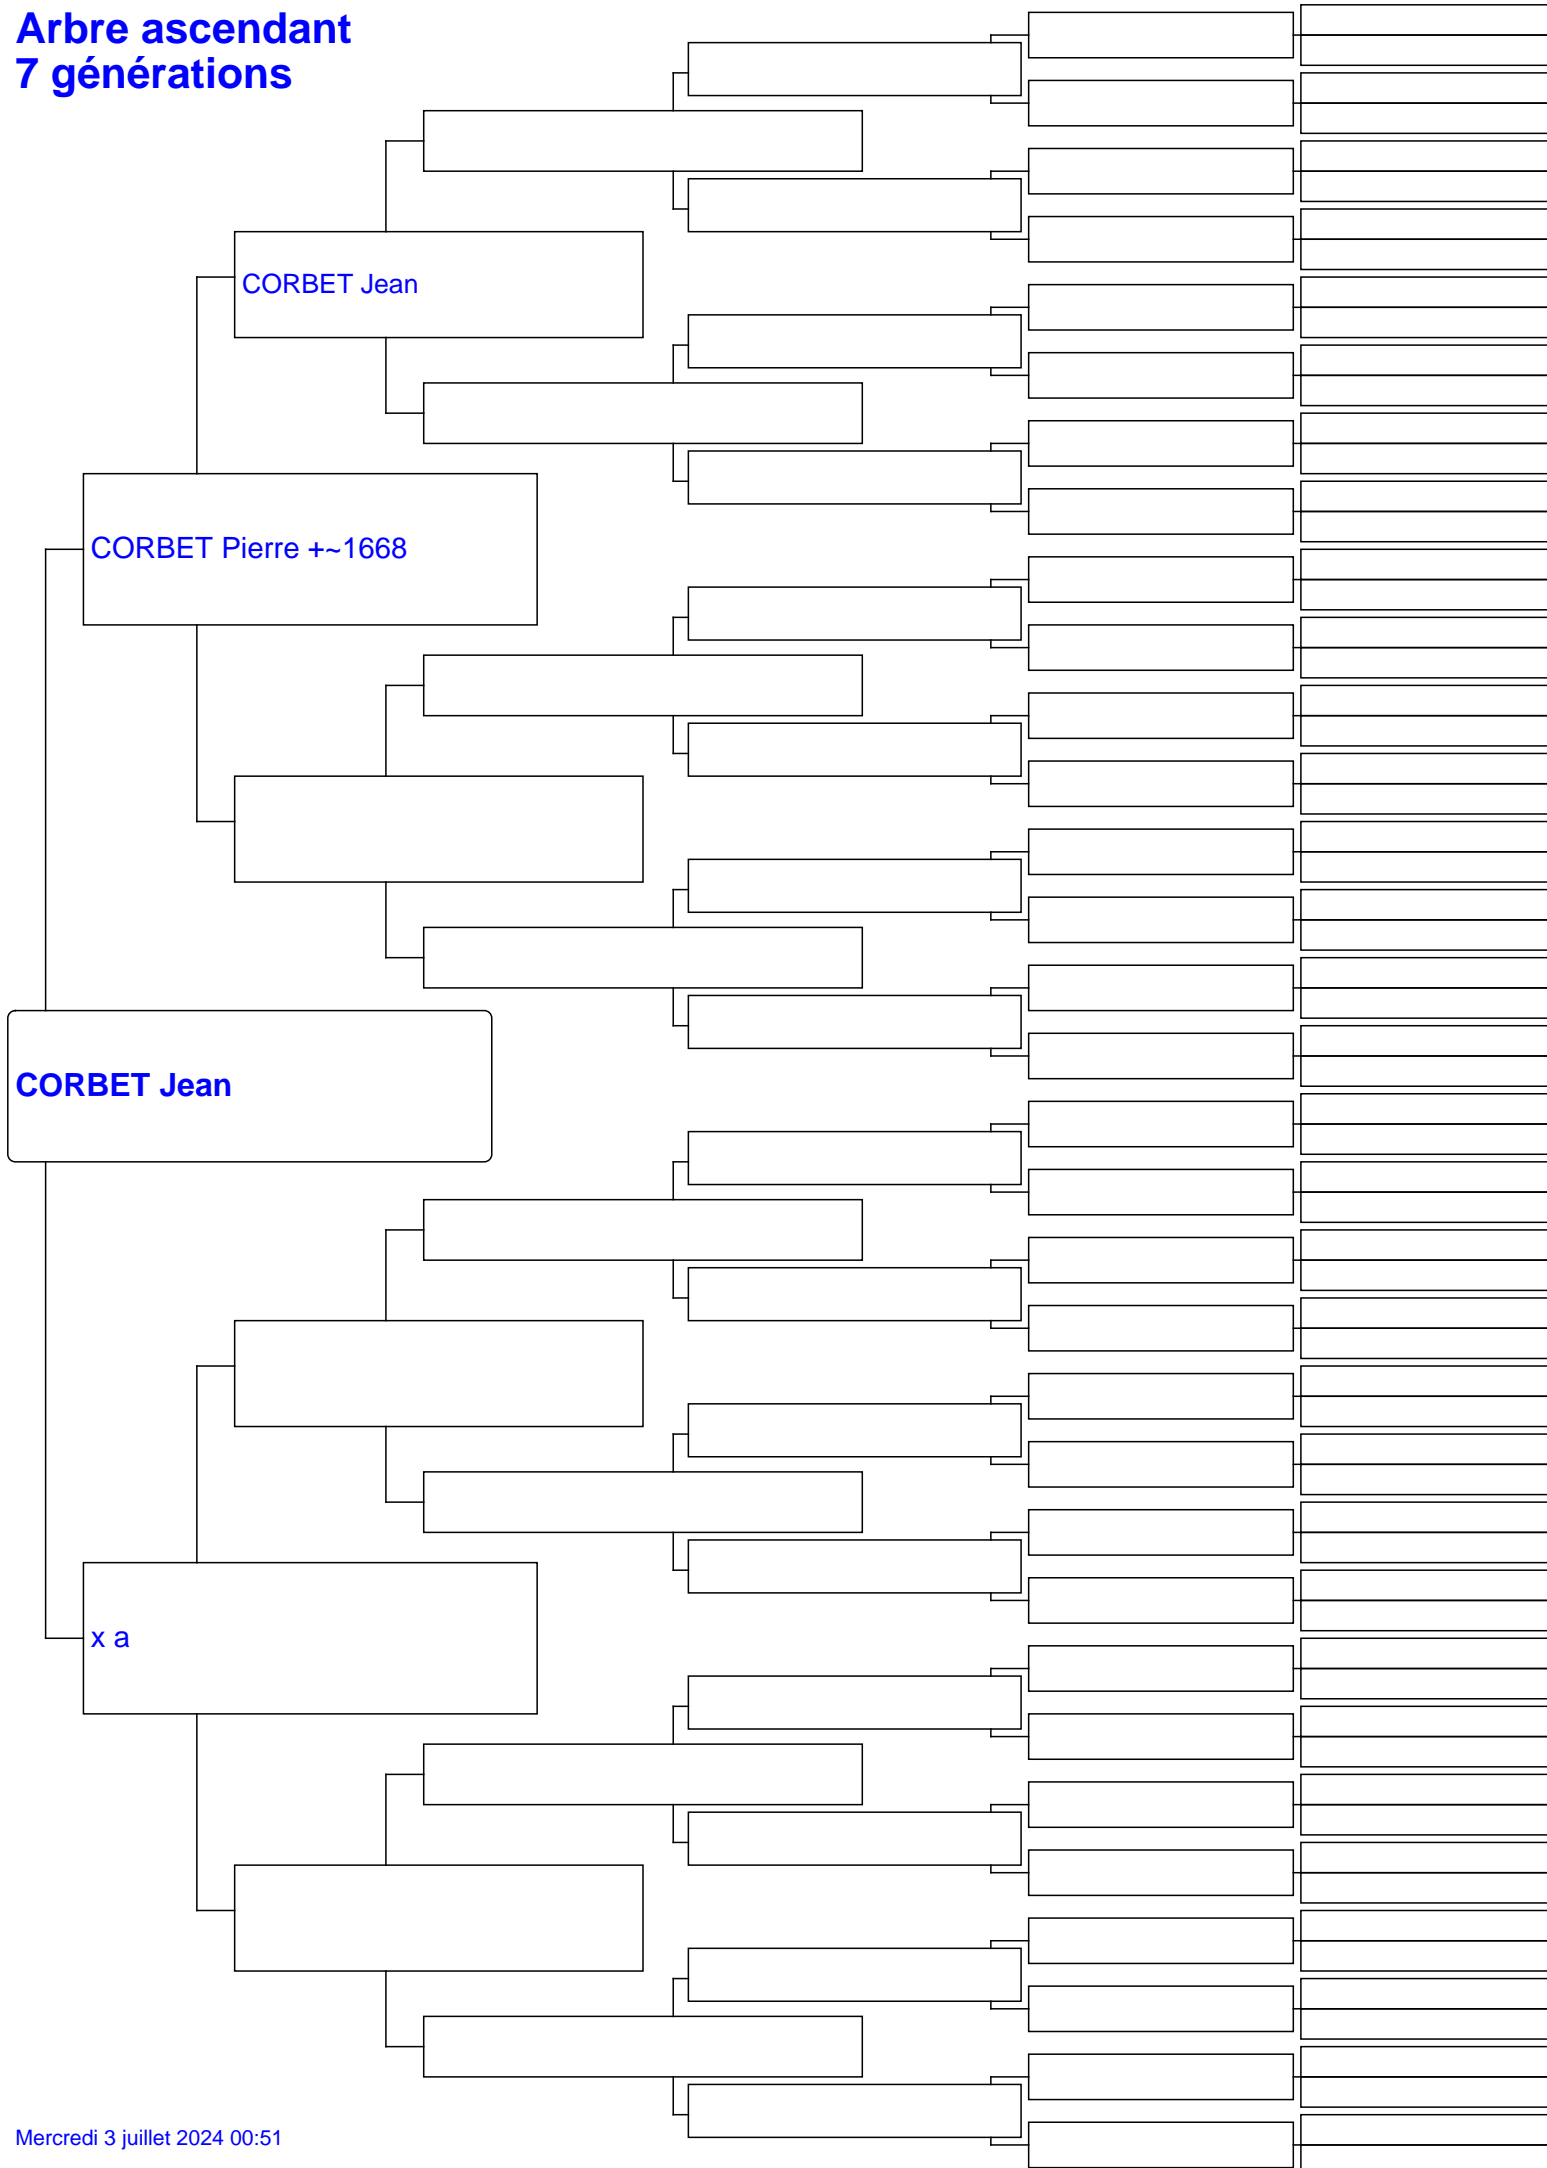 Arbre ascendant
7 générations
CORBET Jean
CORBET Pierre +~1668
CORBET Jean
x a
Mercredi 3 juillet 2024 00:51